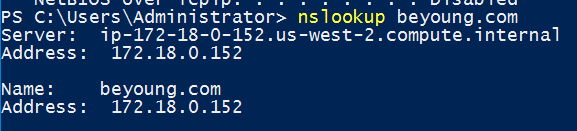 NetBIOS over Tcpip. . . . . . . . : Disabled
PS C:\Users\Administrator> nslookup beyoung.com
Server:  ip-172-18-0-152.us-west-2.compute.internal
Address:  172.18.0.152
Name:    beyoung.com
Address:  172.18.0.152